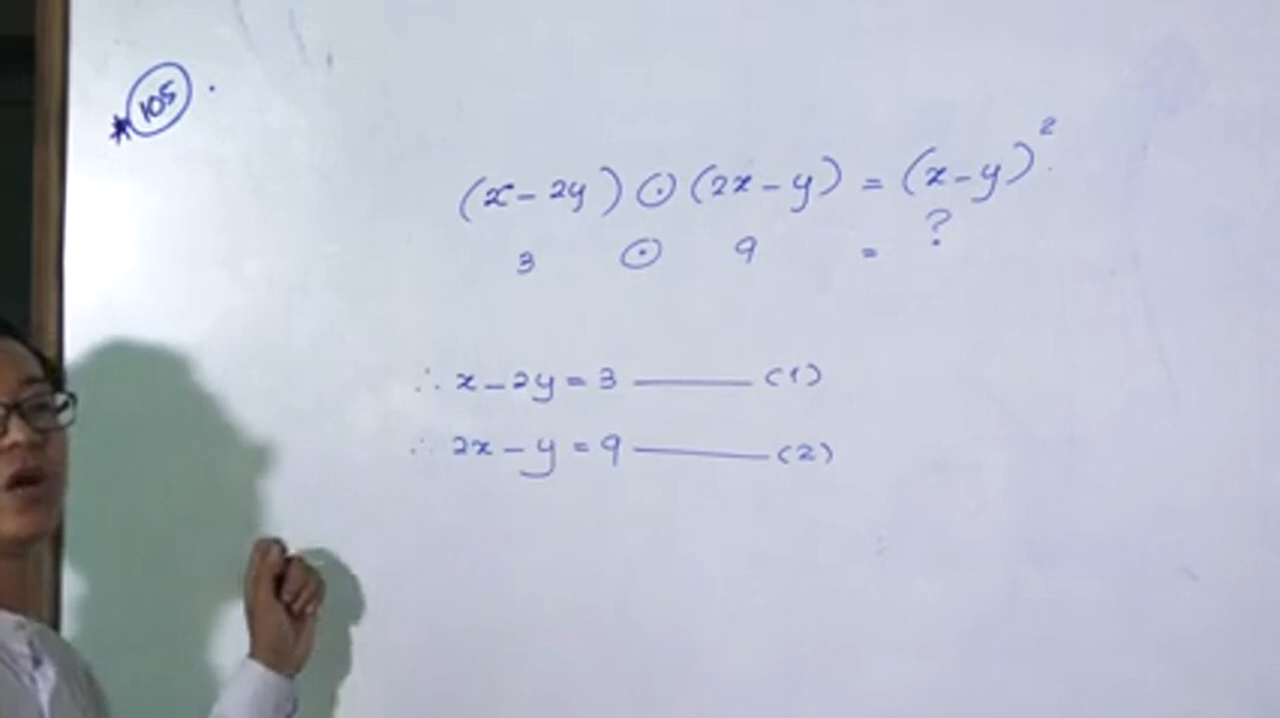 * 105 .
(x-2y) ⊙ (2x-y) = (x-y)²
3 ⊙ 9 = ?
∴ x-2y=3 ——— (1)
∴ 2x-y=9 ——— (2)